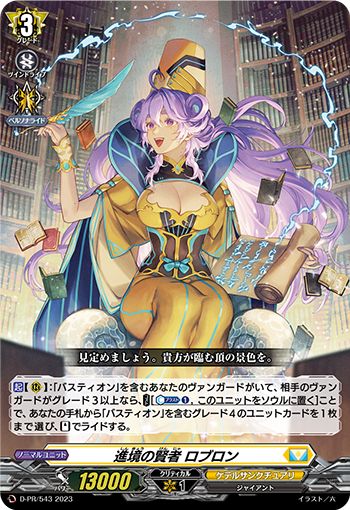 3
グレード
ツインドライブ
ペルソナライド
見定めましょう。貴方が臨む頂の景色を。
起【】:「バスティオン」を含むあなたのヴァンガードがいて、相手のヴァン
ガードがグレード3以上なら、【コスト 1, このユニットをソウルに置く】こと
で、あなたの手札から「バスティオン」を含むグレード4のユニットカードを1枚
まで選び、でライドする。
ノーマルユニット
進境の賢者 ロブロン
パワー 13000
クリティカル 1
ケテルサンクチュアリ
ジャイアント
D-PR/543 2023
イラスト/六